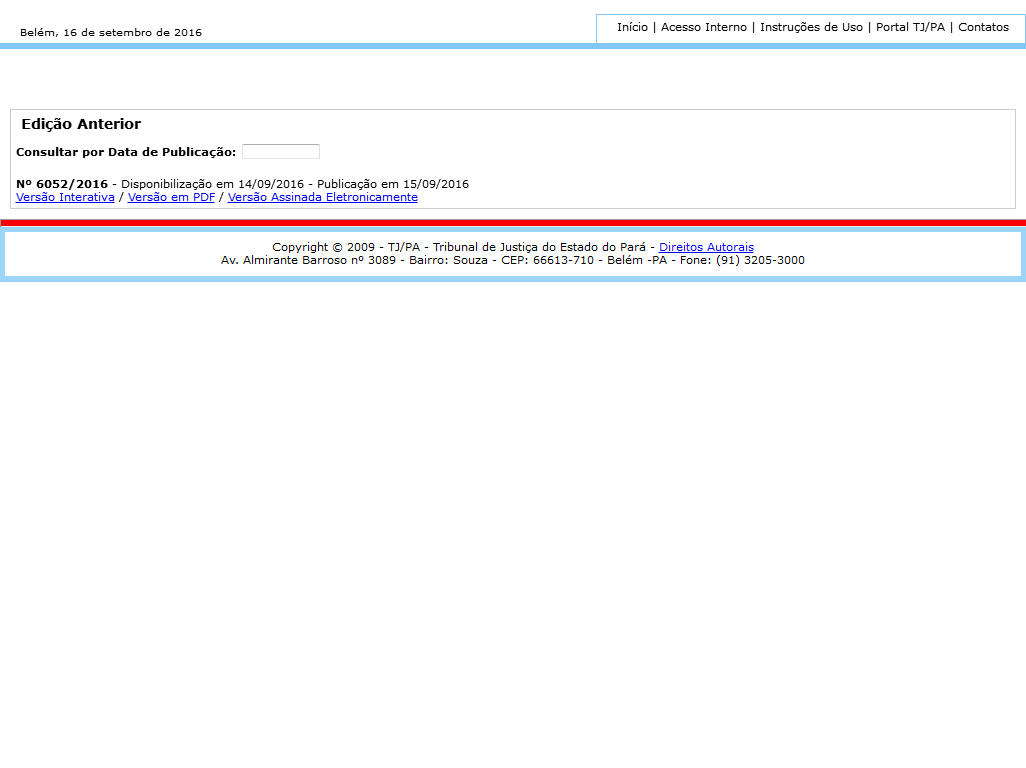 Belém, 16 de setembro de 2016
Início | Acesso Interno | Instruções de Uso | Portal TJ/PA | Contatos
Edição Anterior
Consultar por Data de Publicação:
Nº 6052/2016 - Disponibilização em 14/09/2016 - Publicação em 15/09/2016
Versão Interativa / Versão em PDF / Versão Assinada Eletronicamente
Copyright © 2009 - TJ/PA - Tribunal de Justiça do Estado do Pará - Direitos Autorais
Av. Almirante Barroso nº 3089 - Bairro: Souza - CEP: 66613-710 - Belém -PA - Fone: (91) 3205-3000